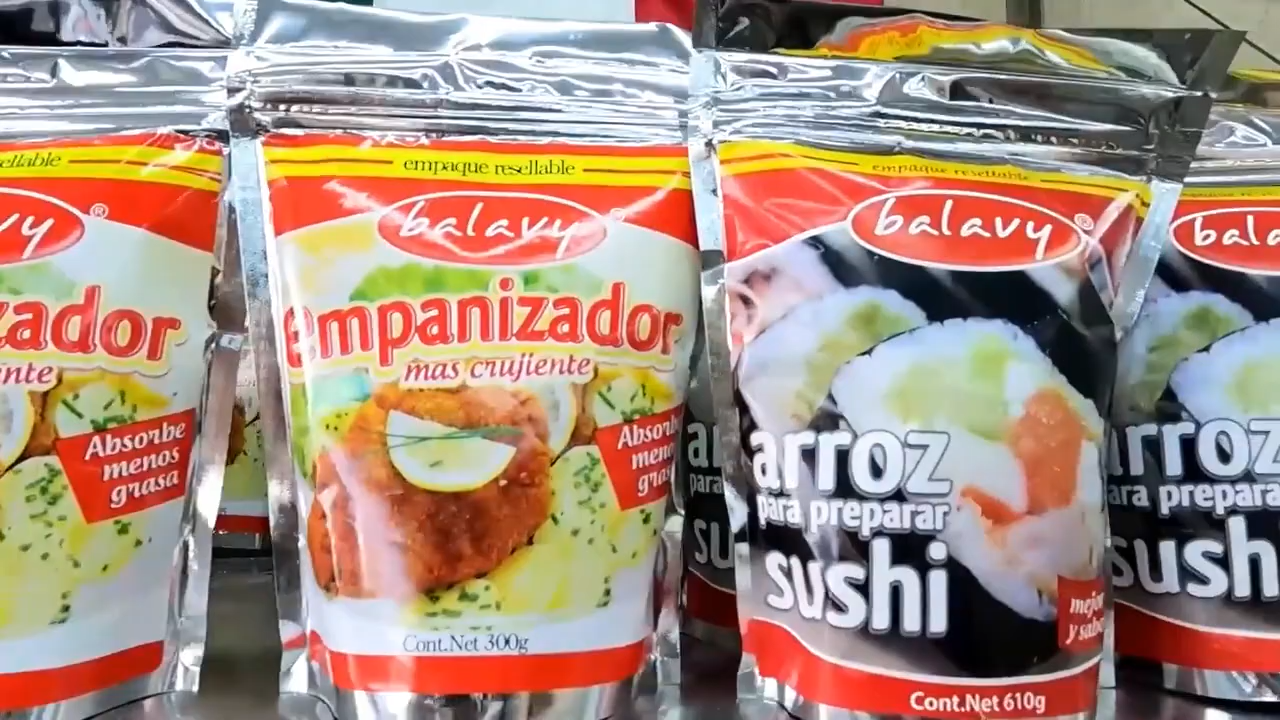 empaque resellable
balavy®
empanizador
mas crujiente
Absorbe
menos
grasa
Cont.Net 300g
empaque resellable
balavy®
arroz
para preparar
sushi
Cont.Net 610g